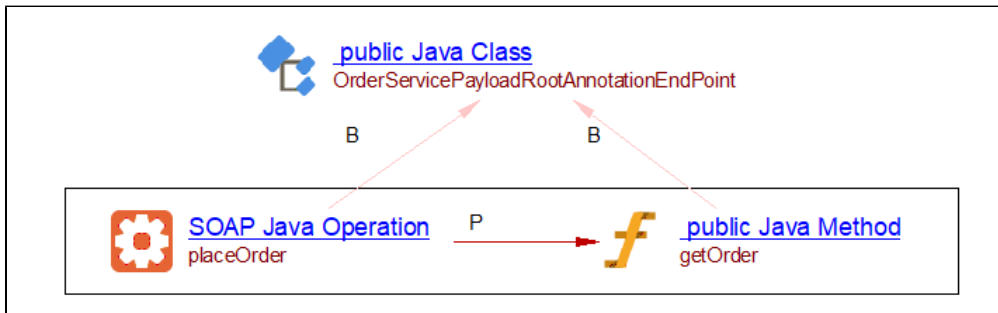 public Java Class
OrderServicePayloadRootAnnotationEndPoint
B B
SOAP Java Operation P public Java Method
placeOrder getOrder